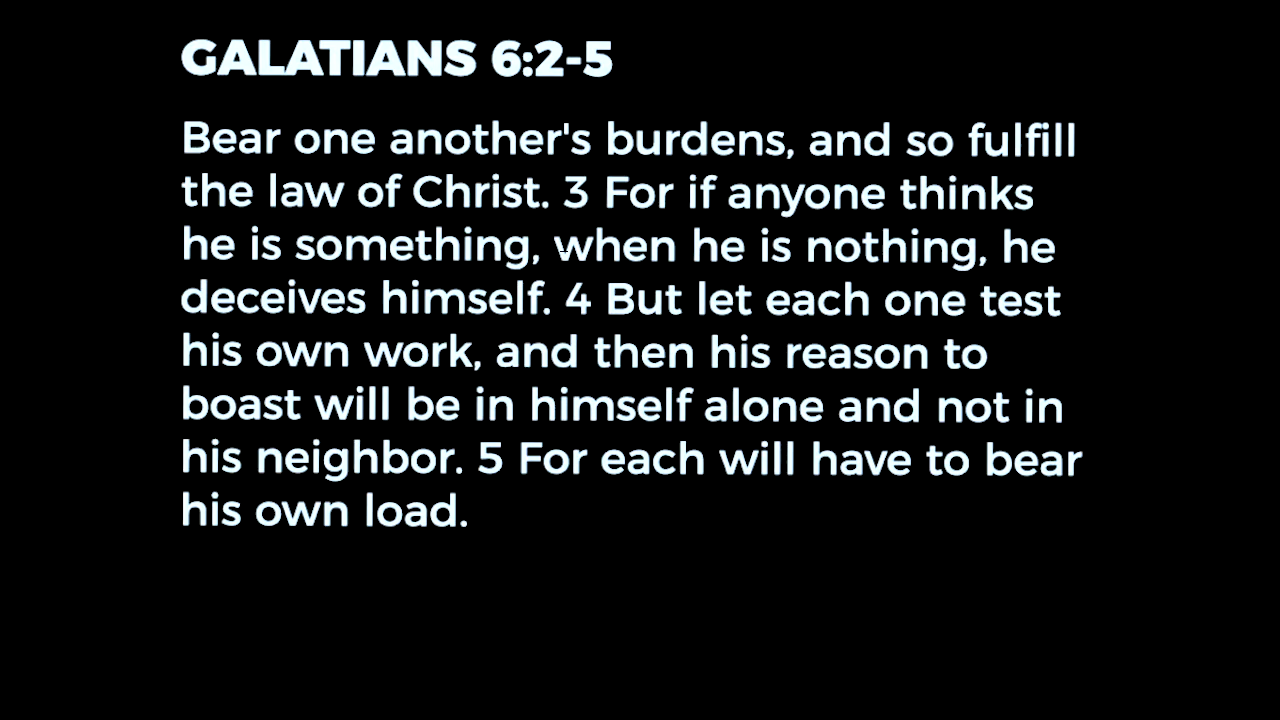 GALATIANS 6:2-5
Bear one another's burdens, and so fulfill
the law of Christ. 3 For if anyone thinks
he is something, when he is nothing, he
deceives himself. 4 But let each one test
his own work, and then his reason to
boast will be in himself alone and not in
his neighbor. 5 For each will have to bear
his own load.